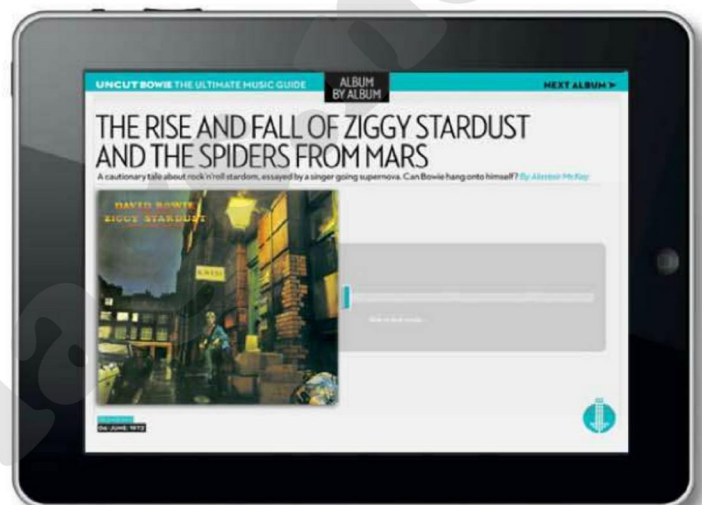 UNCUT BOWIE THE ULTIMATE MUSIC GUIDE
ALBUM
BY ALBUM
NEXT ALBUM >
THE RISE AND FALL OF ZIGGY STARDUST
AND THE SPIDERS FROM MARS
A cautionary tale about rock'n'roll stardom, essayed by a singer going supernova. Can Bowie hang onto himself? By Alastair McKay
DAVID BOWIE
ZIGGY STARDUST
K.WEST
06 JUNE 1972